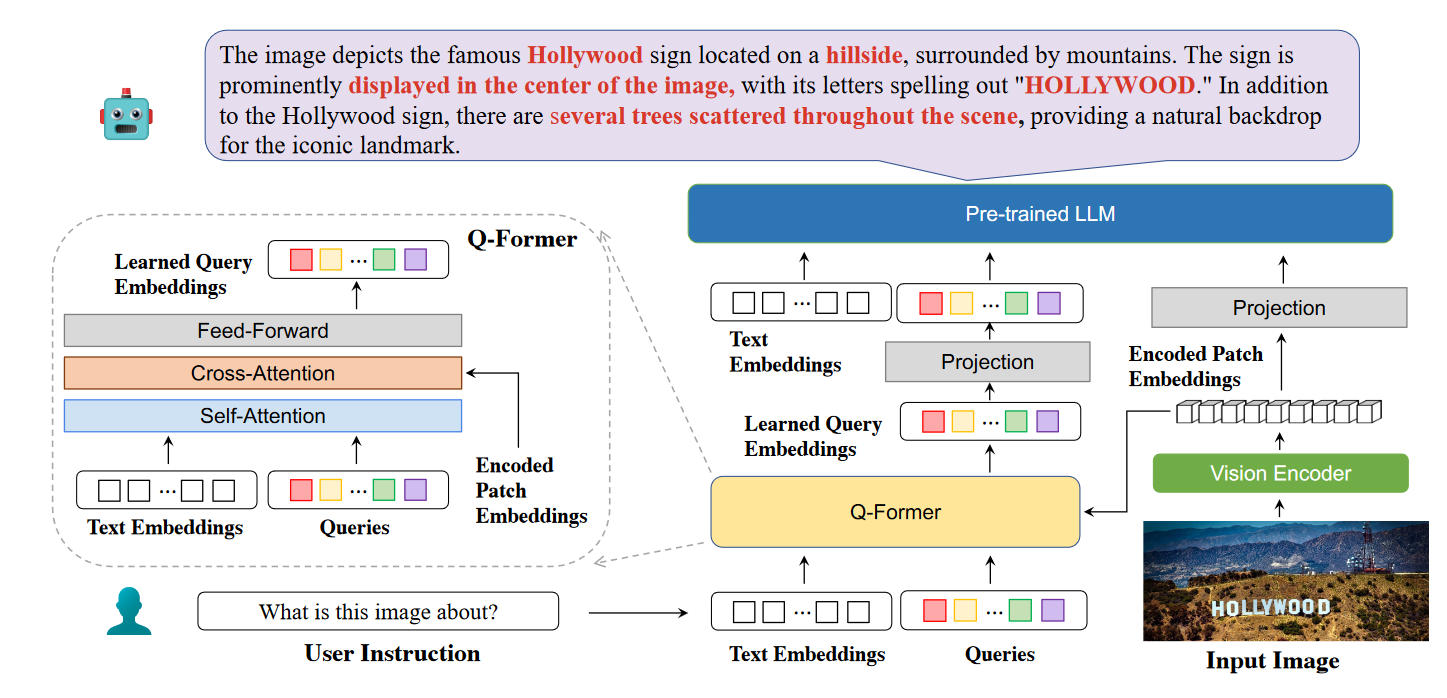 The image depicts the famous Hollywood sign located on a hillside, surrounded by mountains. The sign is
prominently displayed in the center of the image, with its letters spelling out "HOLLYWOOD." In addition
to the Hollywood sign, there are several trees scattered throughout the scene, providing a natural backdrop
for the iconic landmark.
Pre-trained LLM
Q-Former
Learned Query
Embeddings
...
Feed-Forward
Cross-Attention
Self-Attention
...
...
Text Embeddings
Queries
Encoded
Patch
Embeddings
...
...
Text
Embeddings
Projection
Learned Query
Embeddings
...
Q-Former
Projection
Encoded Patch
Embeddings
Vision Encoder
HOLLYWOOD
What is this image about?
User Instruction
...
...
Text Embeddings
Queries
Input Image